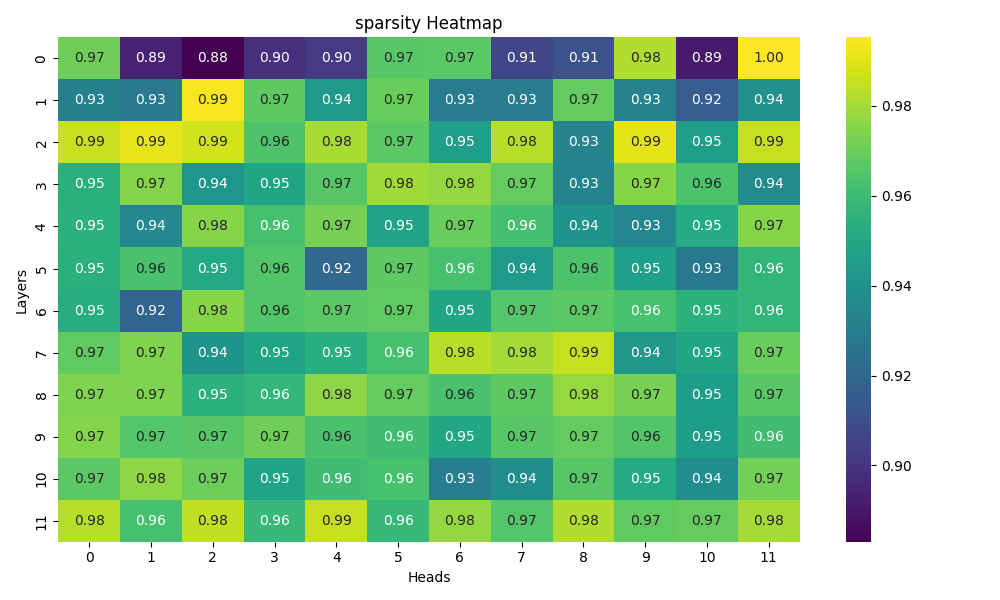 sparsity Heatmap
0 0.97 0.89 0.88 0.90 0.90 0.97 0.97 0.91 0.91 0.98 0.89 1.00
1 0.93 0.93 0.99 0.97 0.94 0.97 0.93 0.93 0.97 0.93 0.92 0.94 0.98
2 0.99 0.99 0.99 0.96 0.98 0.97 0.95 0.98 0.93 0.99 0.95 0.99
3 0.95 0.97 0.94 0.95 0.97 0.98 0.98 0.97 0.93 0.97 0.96 0.94 0.96
4 0.95 0.94 0.98 0.96 0.97 0.95 0.97 0.96 0.94 0.93 0.95 0.97
5 0.95 0.96 0.95 0.96 0.92 0.97 0.96 0.94 0.96 0.95 0.93 0.96 0.94
Layers
6 0.95 0.92 0.98 0.96 0.97 0.97 0.95 0.97 0.97 0.96 0.95 0.96
7 0.97 0.97 0.94 0.95 0.95 0.96 0.98 0.98 0.99 0.94 0.95 0.97 0.92
8 0.97 0.97 0.95 0.96 0.98 0.97 0.96 0.97 0.98 0.97 0.95 0.97
9 0.97 0.97 0.97 0.97 0.96 0.96 0.95 0.97 0.97 0.96 0.95 0.96 0.90
10 0.97 0.98 0.97 0.95 0.96 0.96 0.93 0.94 0.97 0.95 0.94 0.97
11 0.98 0.96 0.98 0.96 0.99 0.96 0.98 0.97 0.98 0.97 0.97 0.98
0 1 2 3 4 5 6 7 8 9 10 11
Heads